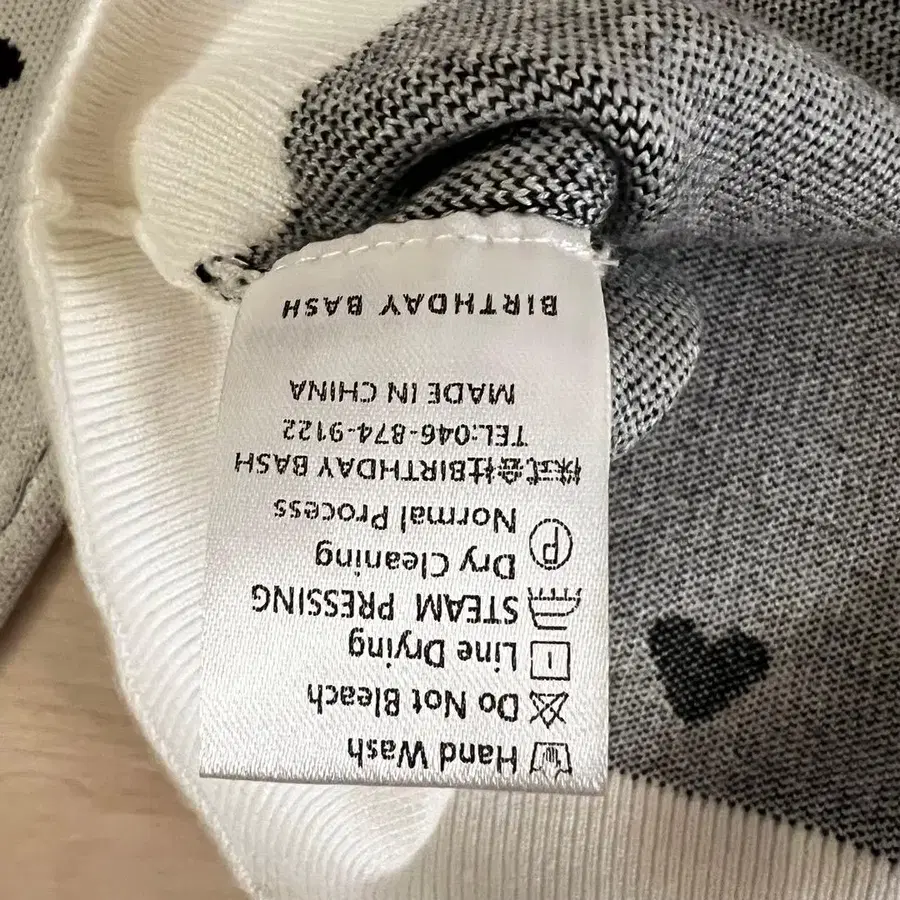 Hand Wash
Do Not Bleach
Line Drying
STEAM PRESSING
Dry Cleaning
P Normal Process
株式会社BIRTHDAY BASH
TEL:046-874-9122
MADE IN CHINA
BIRTHDAY BASH